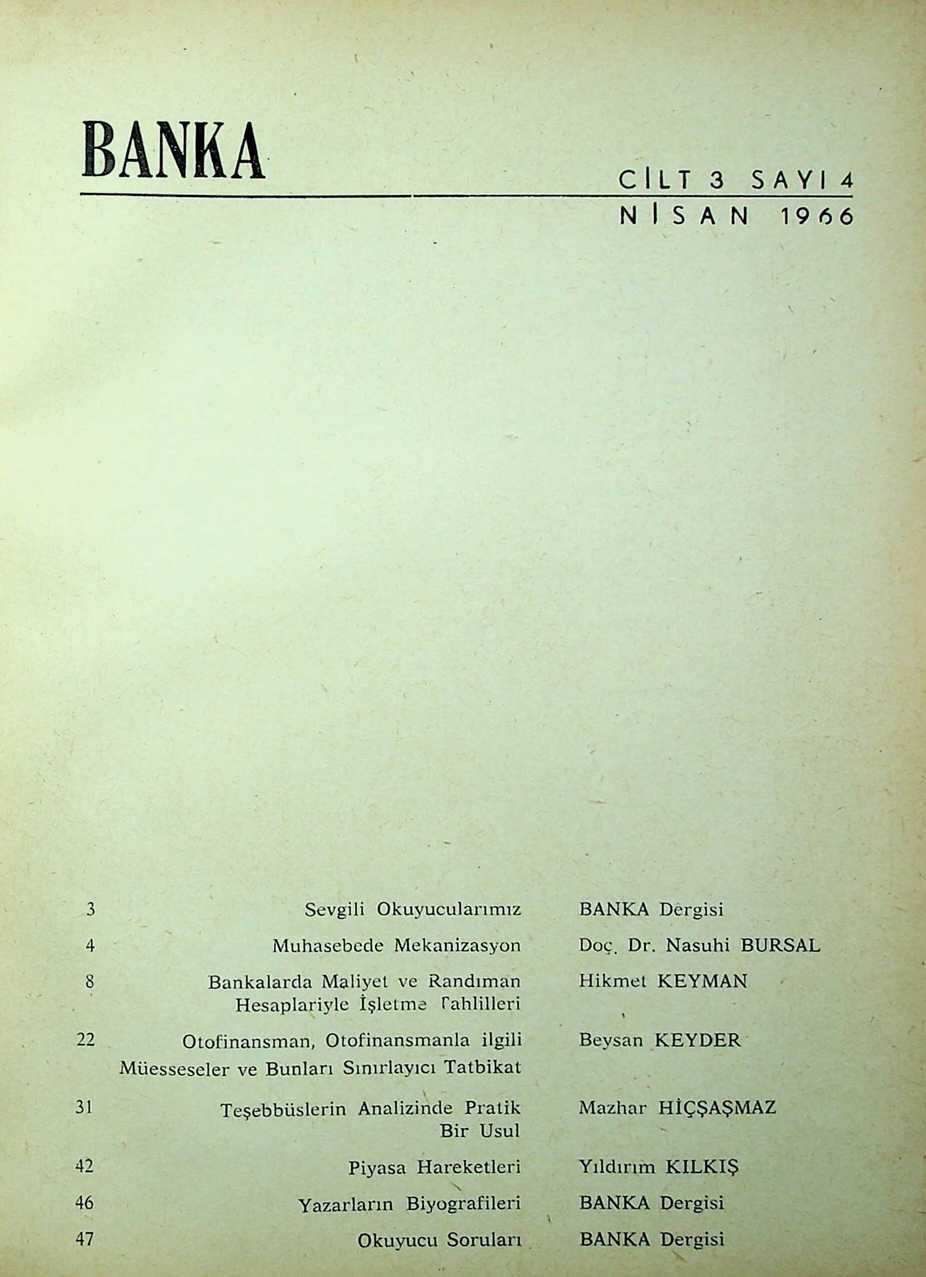 BANKA
CİLT 3 SAYI 4
NİSAN 1966
3 Sevgili Okuyucularımız BANKA Dergisi
4 Muhasebede Mekanizasyon Doç. Dr. Nasuhi BURSAL
8 Bankalarda Maliyet ve Randıman Hikmet KEYMAN
Hesaplariyle İşletme Tahlilleri
22 Otofinansman, Otofinansmanla ilgili Beysan KEYDER
Müesseseler ve Bunları Sınırlayıcı Tatbikat
31 Teşebbüslerin Analizinde Pratik Mazhar HİÇŞAŞMAZ
Bir Usul
42 Piyasa Hareketleri Yıldırım KILKIŞ
46 Yazarların Biyografileri BANKA Dergisi
47 Okuyucu Soruları BANKA Dergisi